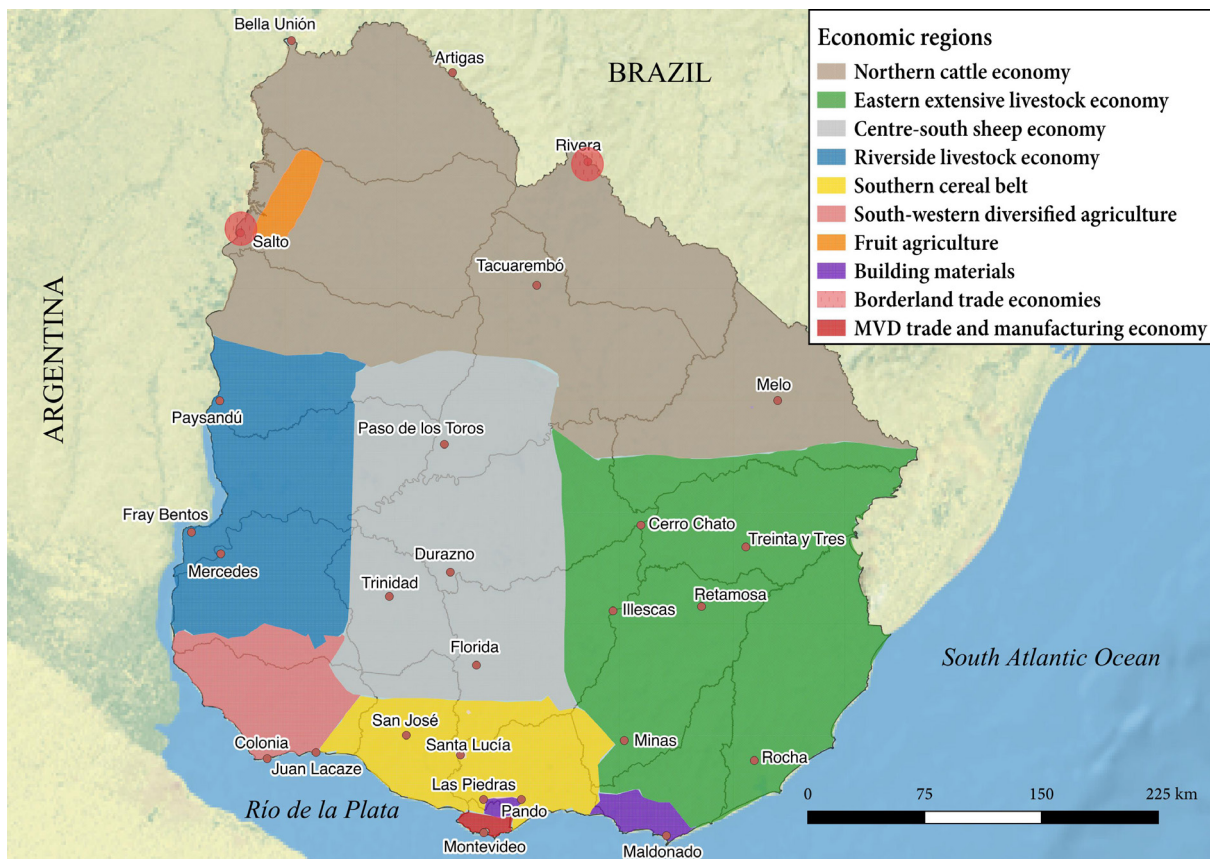 Bella Unión
Artigas
BRAZIL
Rivera
Salto
Tacuarembó
ARGENTINA
Melo
Paysandú
Paso de los Toros
Fray Bentos
Cerro Chato
Treinta y Tres
Mercedes
Durazno
Trinidad
Retamosa
Illescas
Florida
South Atlantic Ocean
San José
Colonia
Santa Lucía
Minas
Rocha
Juan Lacaze
Las Piedras
Río de la Plata
Pando
Montevideo
Maldonado
Economic regions
Northern cattle economy
Eastern extensive livestock economy
Centre-south sheep economy
Riverside livestock economy
Southern cereal belt
South-western diversified agriculture
Fruit agriculture
Building materials
Borderland trade economies
MVD trade and manufacturing economy
0 75 150 225 km